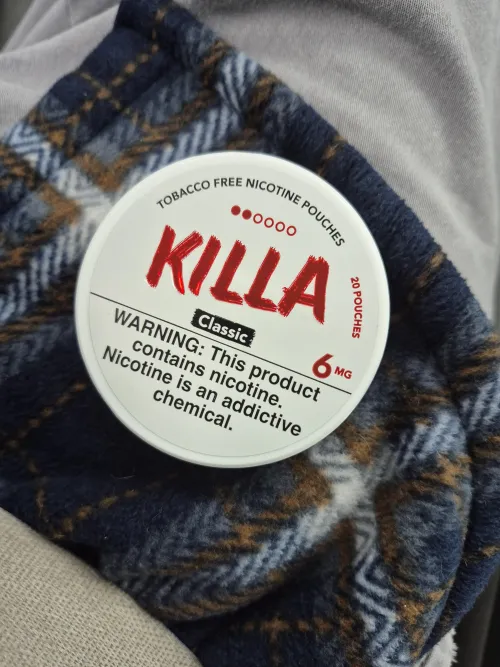 TOBACCO FREE NICOTINE POUCHES
KILLA
20 POUCHES
Classic
6 MG
WARNING: This product
contains nicotine.
Nicotine is an addictive
chemical.